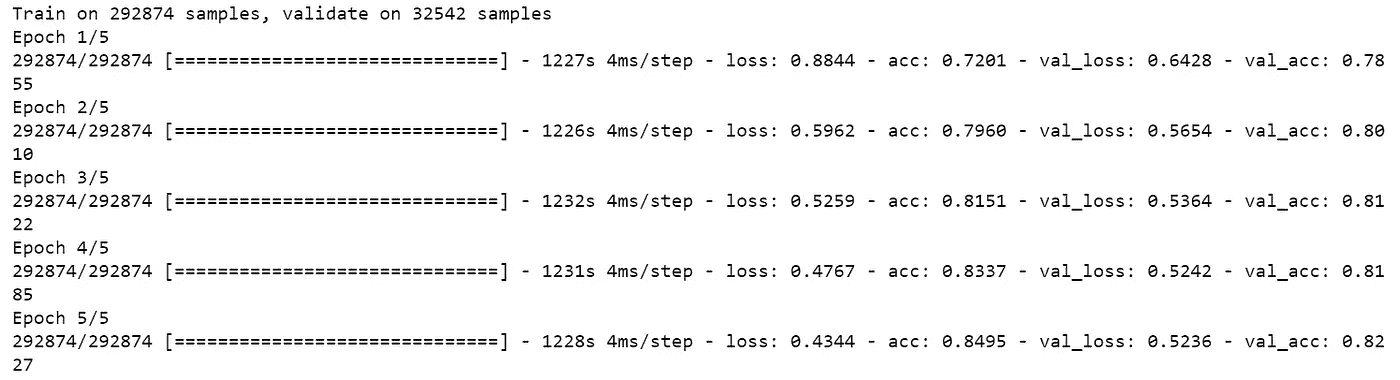 Train on 292874 samples, validate on 32542 samples
Epoch 1/5
292874/292874 [==============================] - 1227s 4ms/step - loss: 0.8844 - acc: 0.7201 - val_loss: 0.6428 - val_acc: 0.78
55
Epoch 2/5
292874/292874 [==============================] - 1226s 4ms/step - loss: 0.5962 - acc: 0.7960 - val_loss: 0.5654 - val_acc: 0.80
10
Epoch 3/5
292874/292874 [==============================] - 1232s 4ms/step - loss: 0.5259 - acc: 0.8151 - val_loss: 0.5364 - val_acc: 0.81
22
Epoch 4/5
292874/292874 [==============================] - 1231s 4ms/step - loss: 0.4767 - acc: 0.8337 - val_loss: 0.5242 - val_acc: 0.81
85
Epoch 5/5
292874/292874 [==============================] - 1228s 4ms/step - loss: 0.4344 - acc: 0.8495 - val_loss: 0.5236 - val_acc: 0.82
27